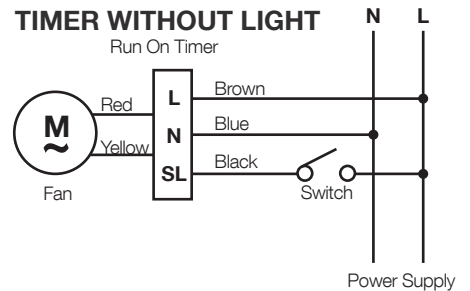 TIMER WITHOUT LIGHT
N L
Run On Timer
L
Brown
Red
M
~
N
Blue
Yellow
SL
Black
Fan
Switch
Power Supply